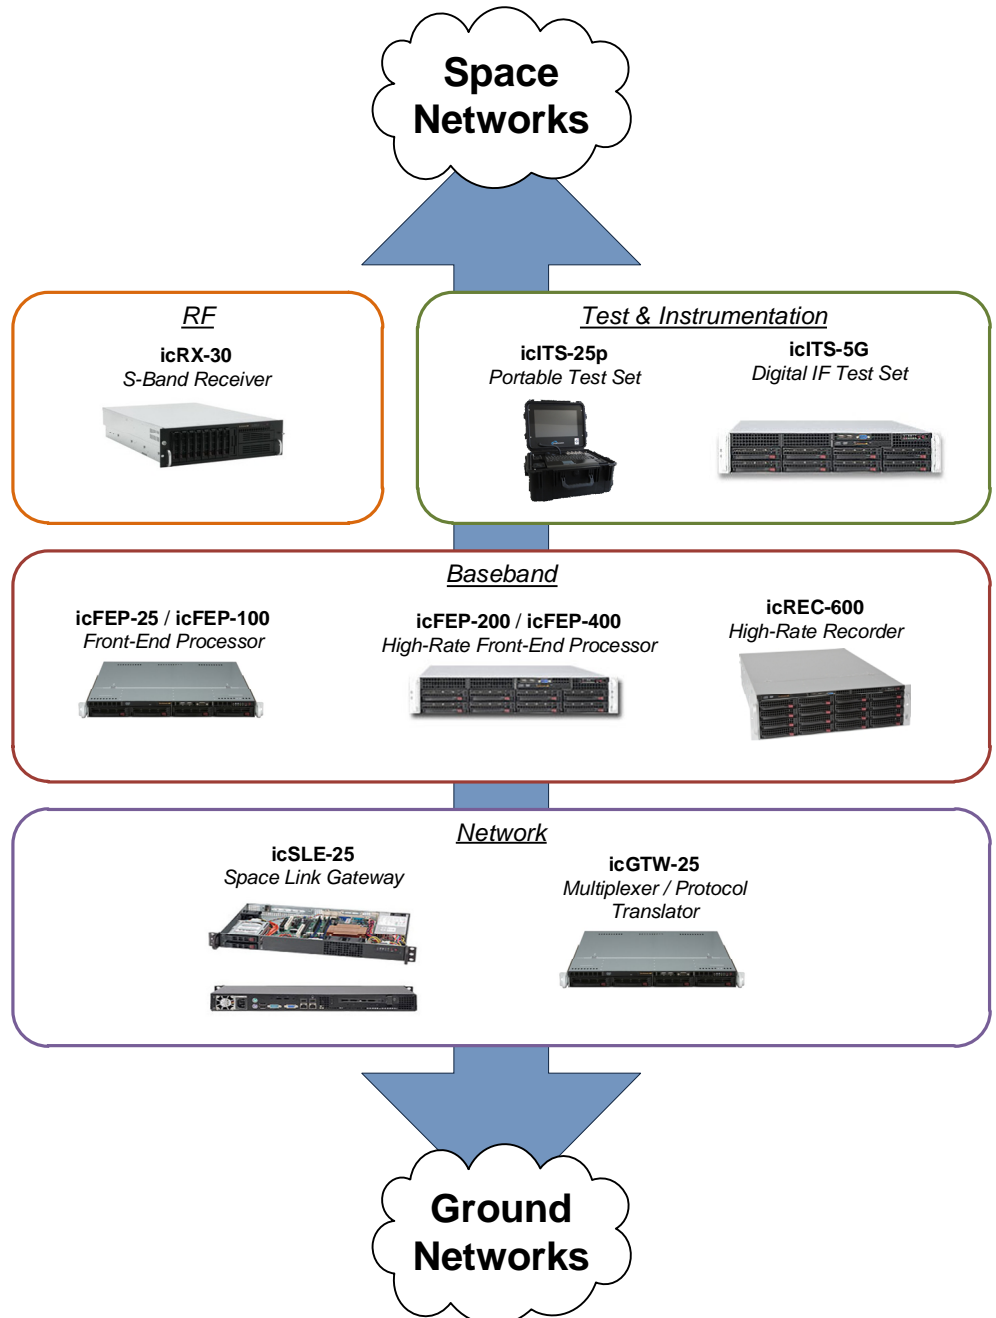 Space
Networks
RF
icRX-30
S-Band Receiver
Test & Instrumentation
icITS-25p
Portable Test Set
icITS-5G
Digital IF Test Set
Baseband
icFEP-25 / icFEP-100
Front-End Processor
icFEP-200 / icFEP-400
High-Rate Front-End Processor
icREC-600
High-Rate Recorder
Network
icSLE-25
Space Link Gateway
icGTW-25
Multiplexer / Protocol
Translator
Ground
Networks